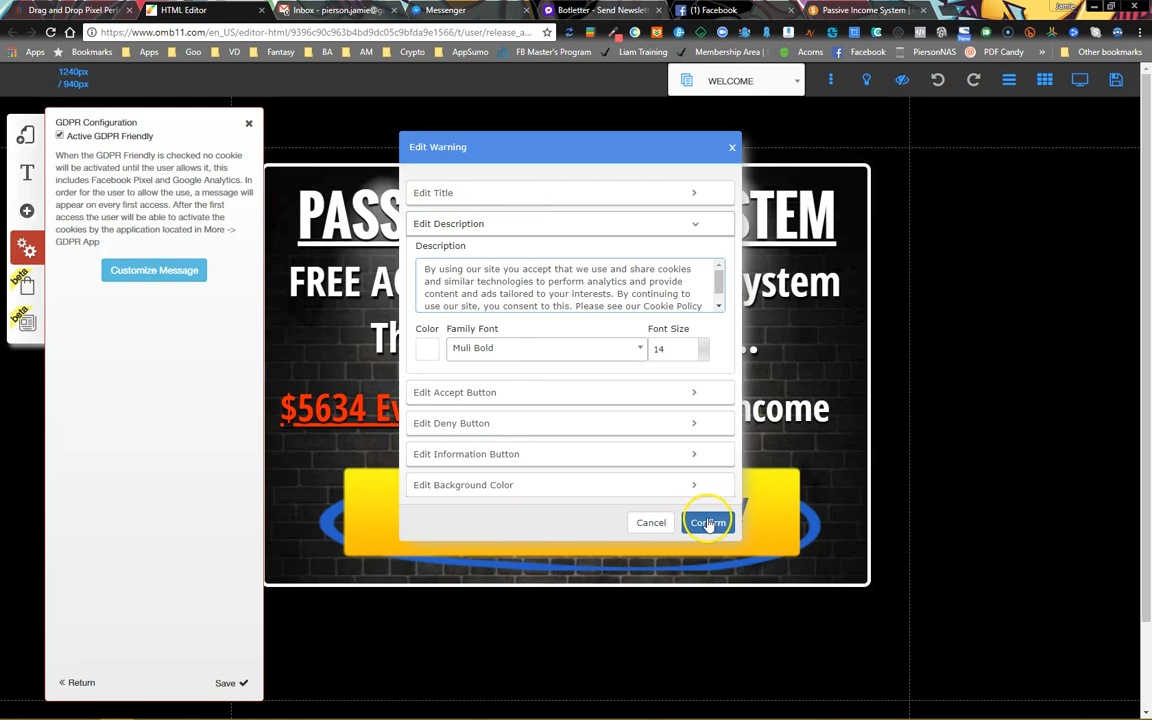 Drag and Drop Pixel Per
HTML Editor
Inbox - pierson.jamie@g
Messenger
Botletter - Send Newslet
(1) Facebook
Passive Income System |
Jamie
https://www.omb11.com/en_US/editor-html/9396c90c963b4bd9dc05c9bfda9e1566/t/user/release_a...
Apps
Bookmarks
Apps
Goo
VD
Fantasy
BA
AM
Crypto
AppSumo
FB Master's Program
Liam Training
Membership Area |
Acorns
Facebook
PiersonNAS
PDF Candy
»
Other bookmarks
1240px
/ 940px
WELCOME
GDPR Configuration
Active GDPR Friendly
When the GDPR Friendly is checked no cookie
will be activated until the user allows it, this
includes Facebook Pixel and Google Analytics. In
order for the user to allow the use, a message will
appear on every first access. After the first
access the user will be able to activate the
cookies by the application located in More ->
GDPR App
Customize Message
« Return
Save
beta
beta
Edit Warning
x
Edit Title
Edit Description
Description
By using our site you accept that we use and share cookies
and similar technologies to perform analytics and provide
content and ads tailored to your interests. By continuing to
use our site, you consent to this. Please see our Cookie Policy
Color
Family Font
Font Size
Muli Bold
14
Edit Accept Button
Edit Deny Button
Edit Information Button
Edit Background Color
Cancel
Confirm
PASS
STEM
FREE A
ystem
Th
...
$5634 Ev
ncome